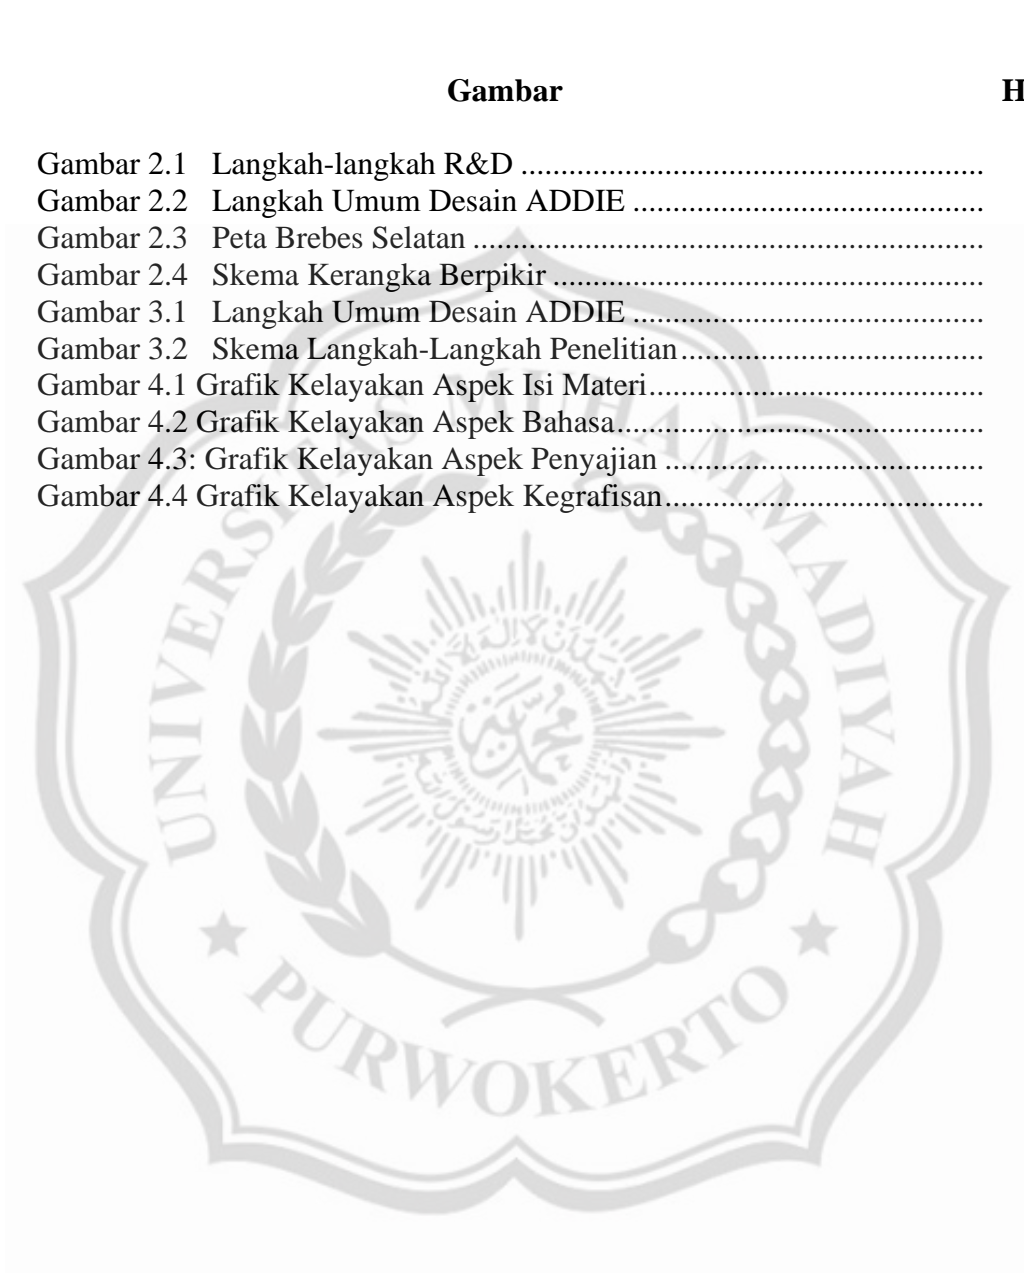 Gambar H
Gambar 2.1 Langkah-langkah R&D ..........................................................
Gambar 2.2 Langkah Umum Desain ADDIE ............................................
Gambar 2.3 Peta Brebes Selatan ................................................................
Gambar 2.4 Skema Kerangka Berpikir ......................................................
Gambar 3.1 Langkah Umum Desain ADDIE ............................................
Gambar 3.2 Skema Langkah-Langkah Penelitian......................................
Gambar 4.1 Grafik Kelayakan Aspek Isi Materi..........................................
Gambar 4.2 Grafik Kelayakan Aspek Bahasa..............................................
Gambar 4.3: Grafik Kelayakan Aspek Penyajian ........................................
Gambar 4.4 Grafik Kelayakan Aspek Kegrafisan........................................
UNIVERSITAS MUHAMMADIYAH
PURWOKERTO